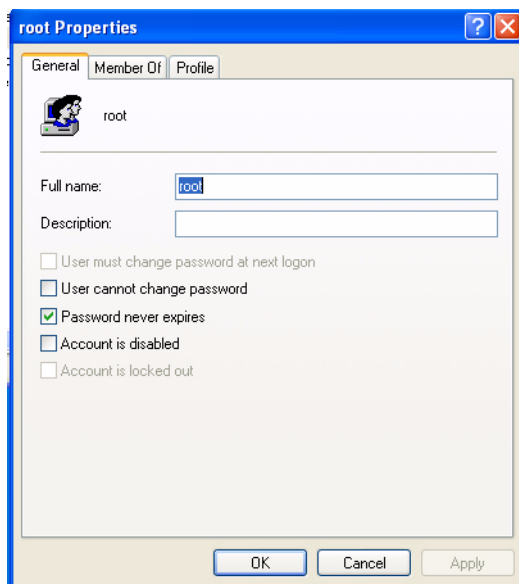 root Properties
General Member Of Profile
root
Full name: root
Description:
User must change password at next logon
User cannot change password
Password never expires
Account is disabled
Account is locked out
OK Cancel Apply